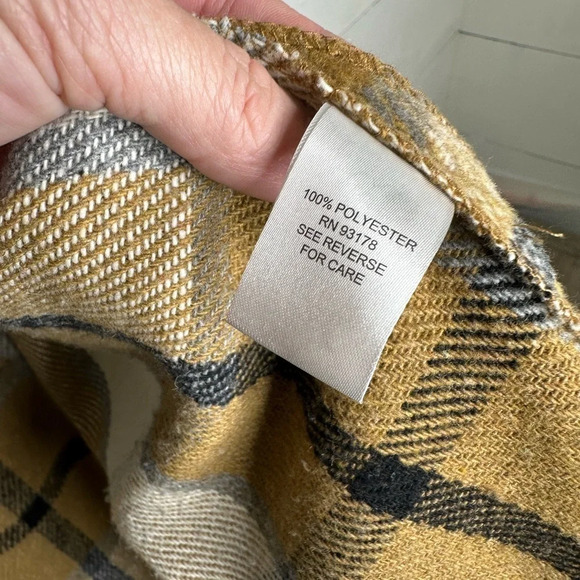 100% POLYESTER
RN 93178
SEE REVERSE
FOR CARE